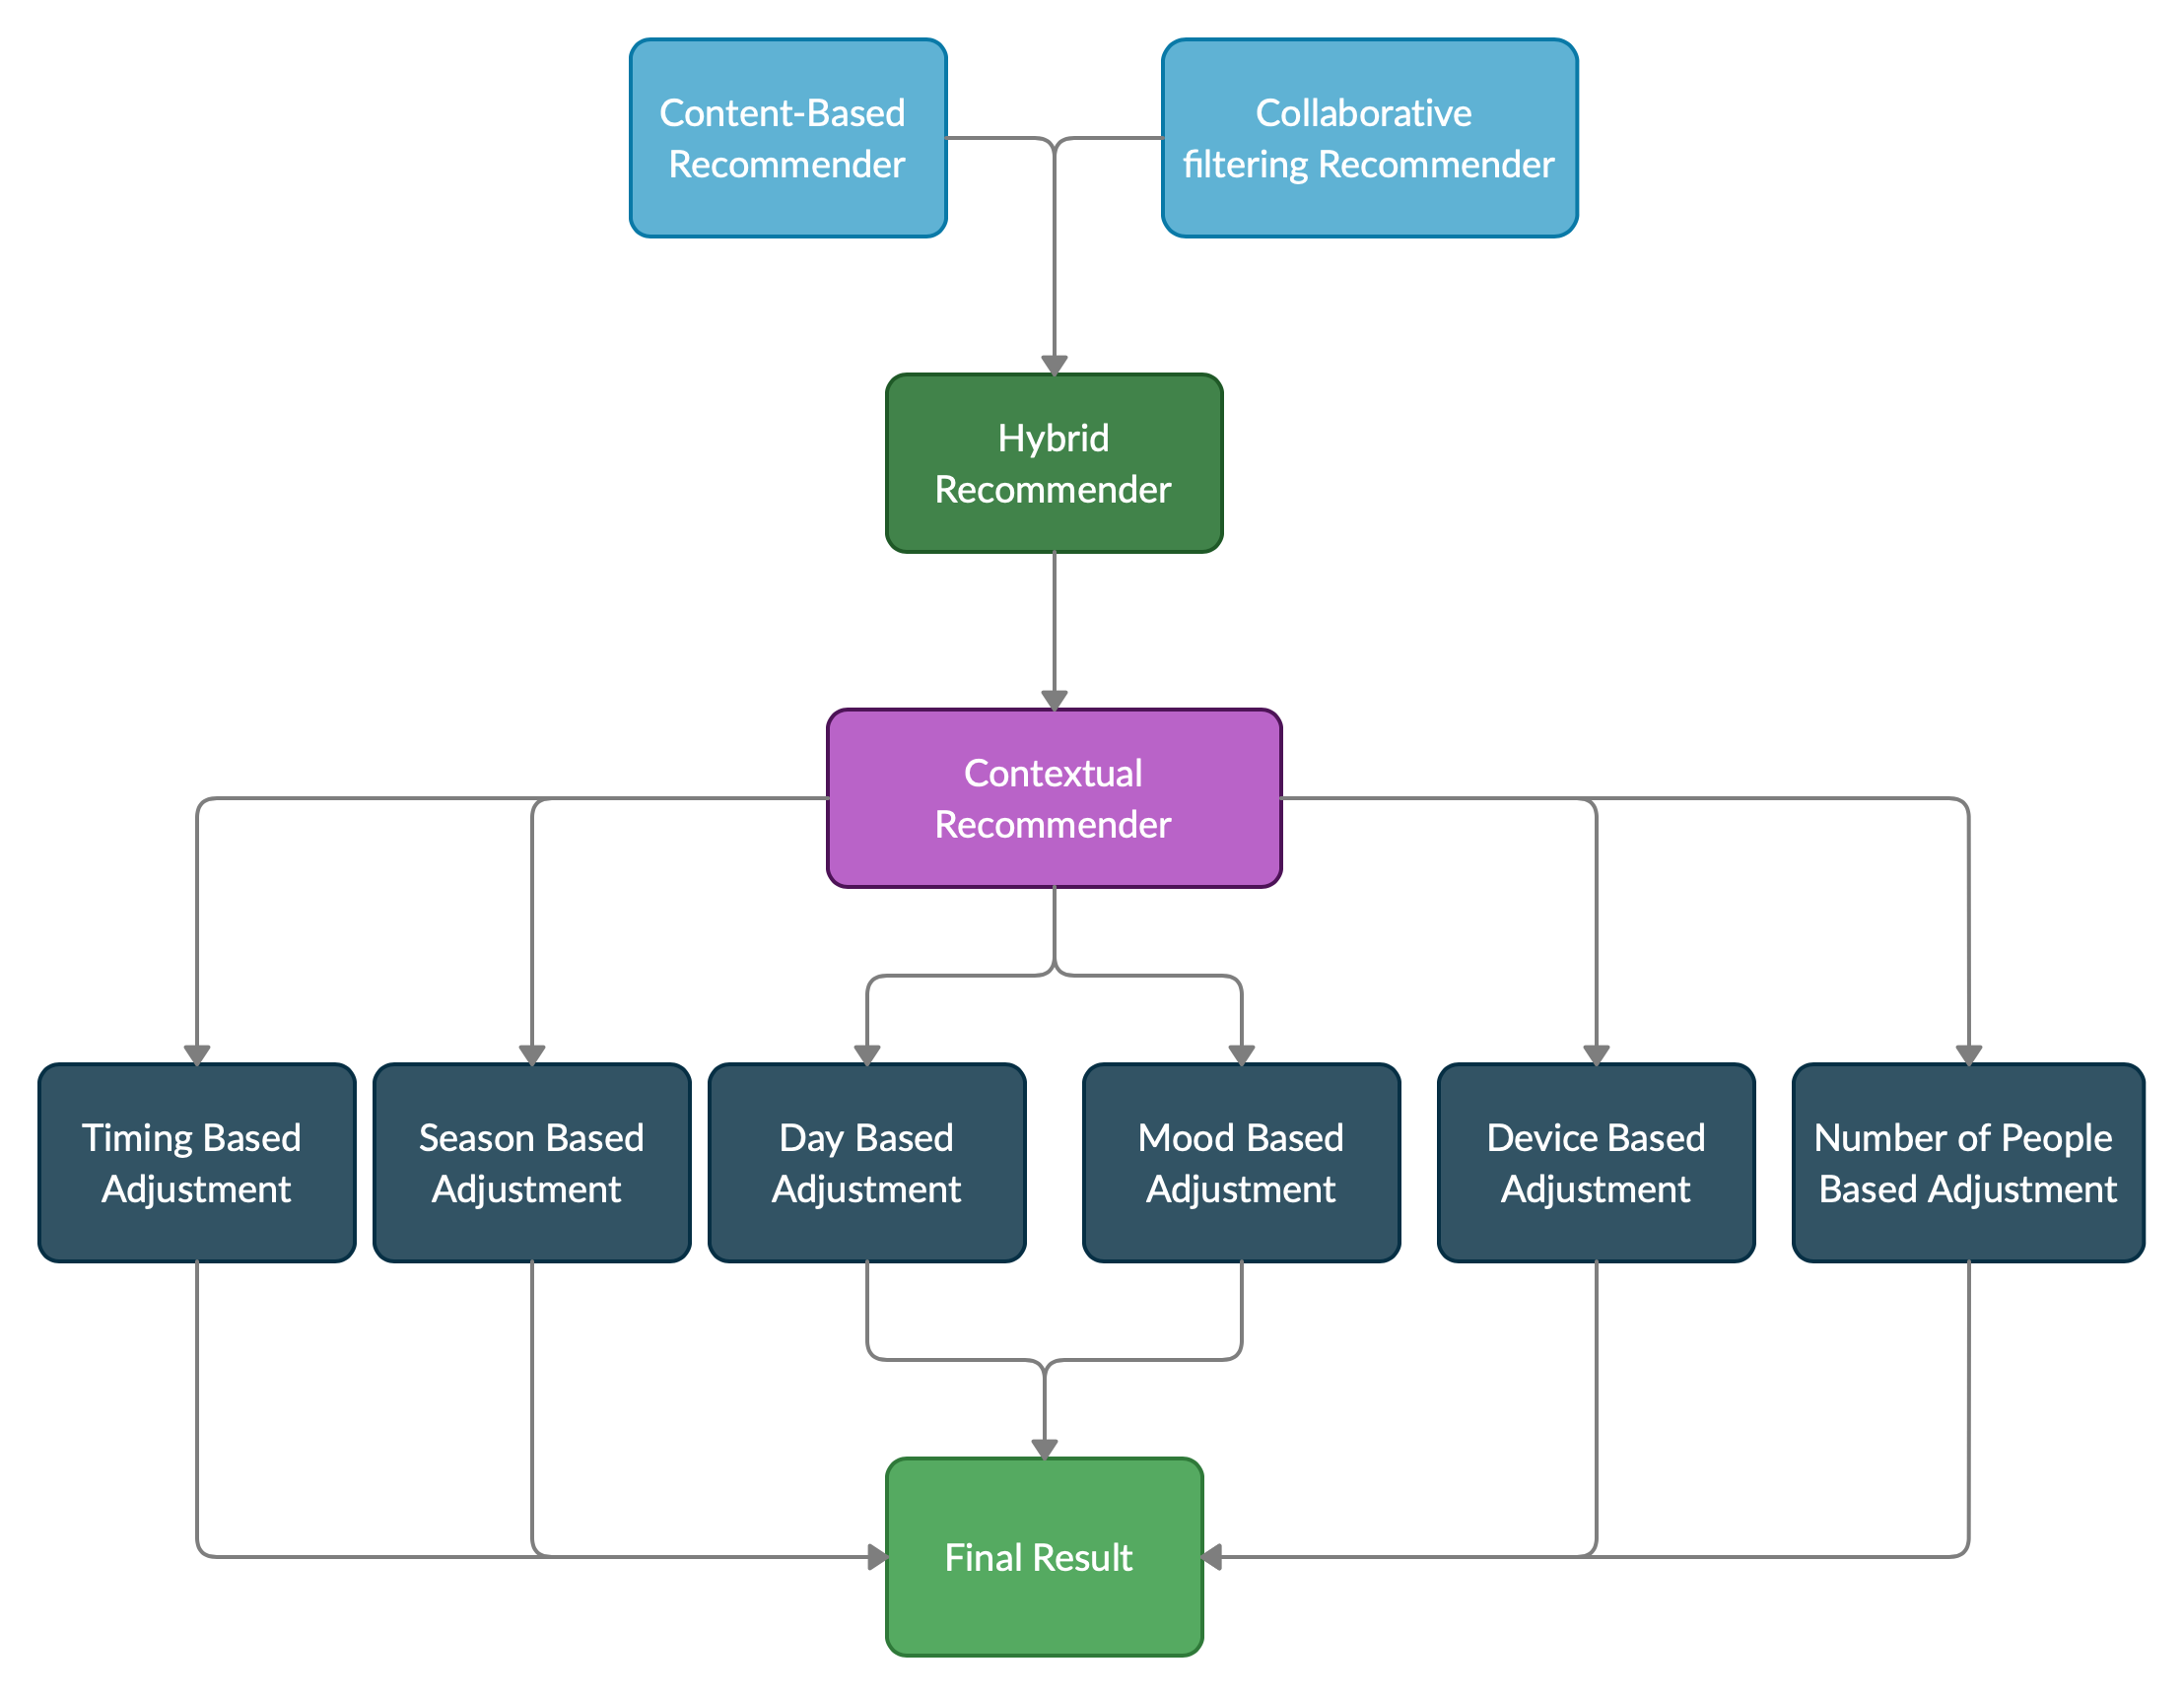 Content-Based
Recommender
Collaborative
filtering Recommender
Hybrid
Recommender
Contextual
Recommender
Timing Based
Adjustment
Season Based
Adjustment
Day Based
Adjustment
Mood Based
Adjustment
Device Based
Adjustment
Number of People
Based Adjustment
Final Result